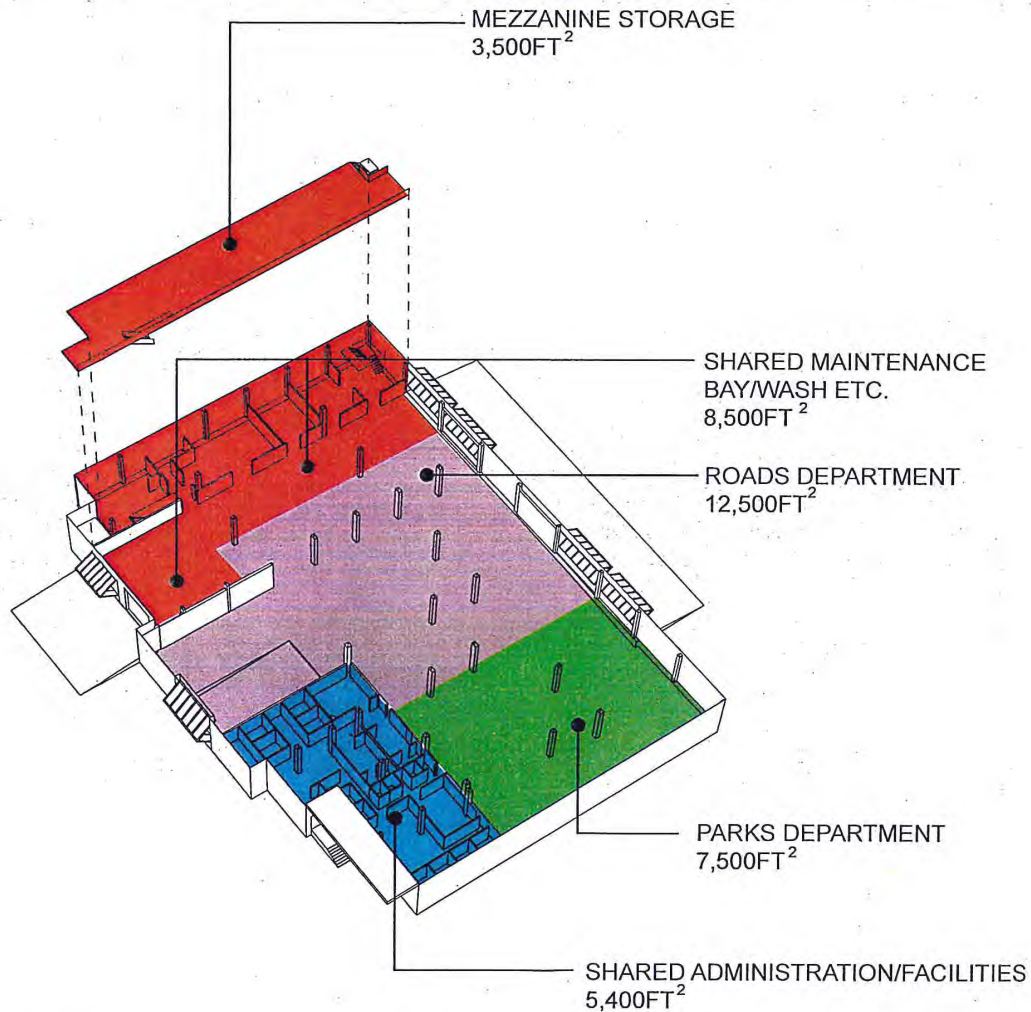 MEZZANINE STORAGE
3,500FT²
SHARED MAINTENANCE
BAY/WASH ETC.
8,500FT²
ROADS DEPARTMENT
12,500FT²
PARKS DEPARTMENT
7,500FT²
SHARED ADMINISTRATION/FACILITIES
5,400FT²